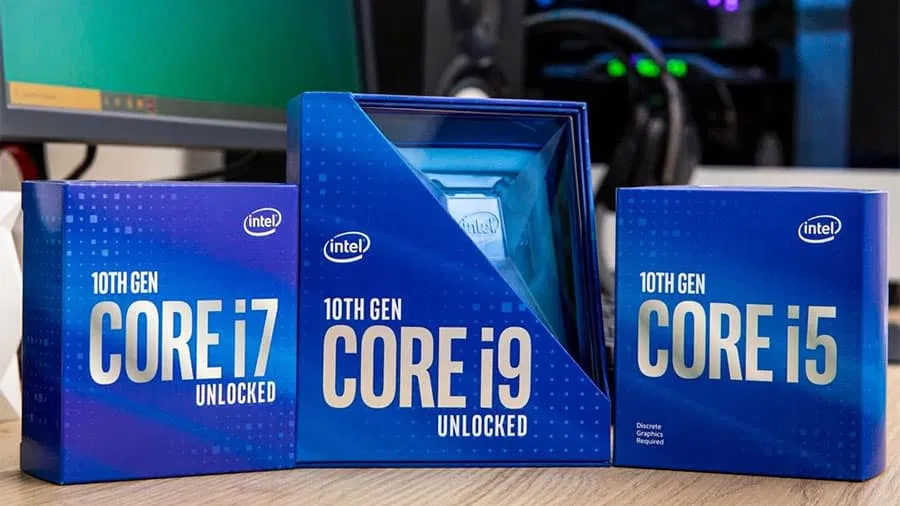 intel
10TH GEN
CORE i7
UNLOCKED
intel
intel
10TH GEN
CORE i9
UNLOCKED
intel
10TH GEN
CORE i5
Discrete
Graphics
Required